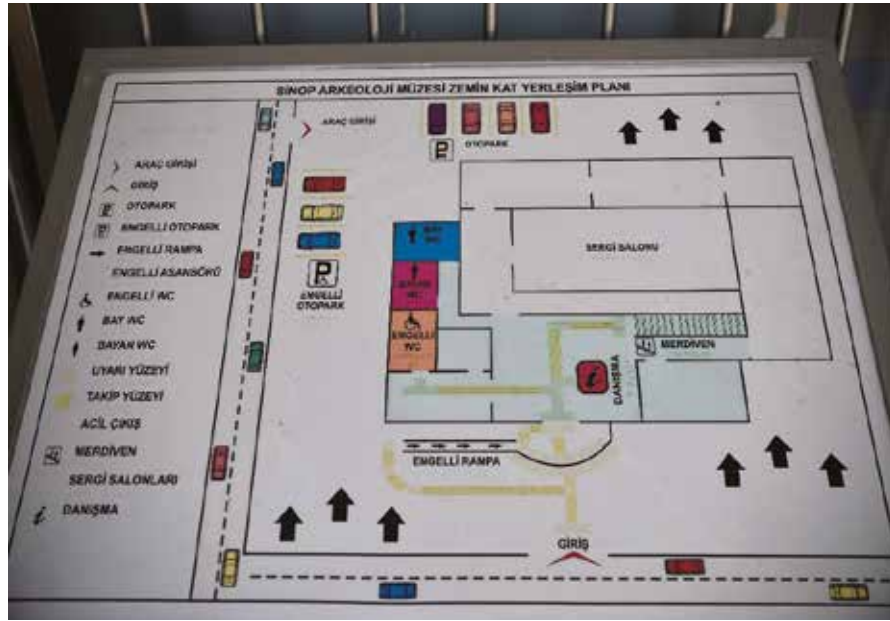 SİNOP ARKEOLOJİ MÜZESİ ZEMİN KAT YERLEŞİM PLANI
ARAÇ GİRİŞİ
GİRİŞ
OTOPARK
ENGELLİ OTOPARK
ENGELLİ RAMPA
ENGELLİ ASANSÖRÜ
ENGELLİ WC
BAY WC
BAYAN WC
UYARI YÜZEYİ
TAKİP YÜZEYİ
ACİL ÇIKIŞ
MERDİVEN
SERGİ SALONLARI
i DANIŞMA
ARAÇ GİRİŞİ
P
OTOPARK
P
ENGELLİ
OTOPARK
BAY
WC
BAYAN
WC
ENGELLİ
WC
SERGİ SALONU
MERDİVEN
i
DANIŞMA
ENGELLİ RAMPA
GİRİŞ